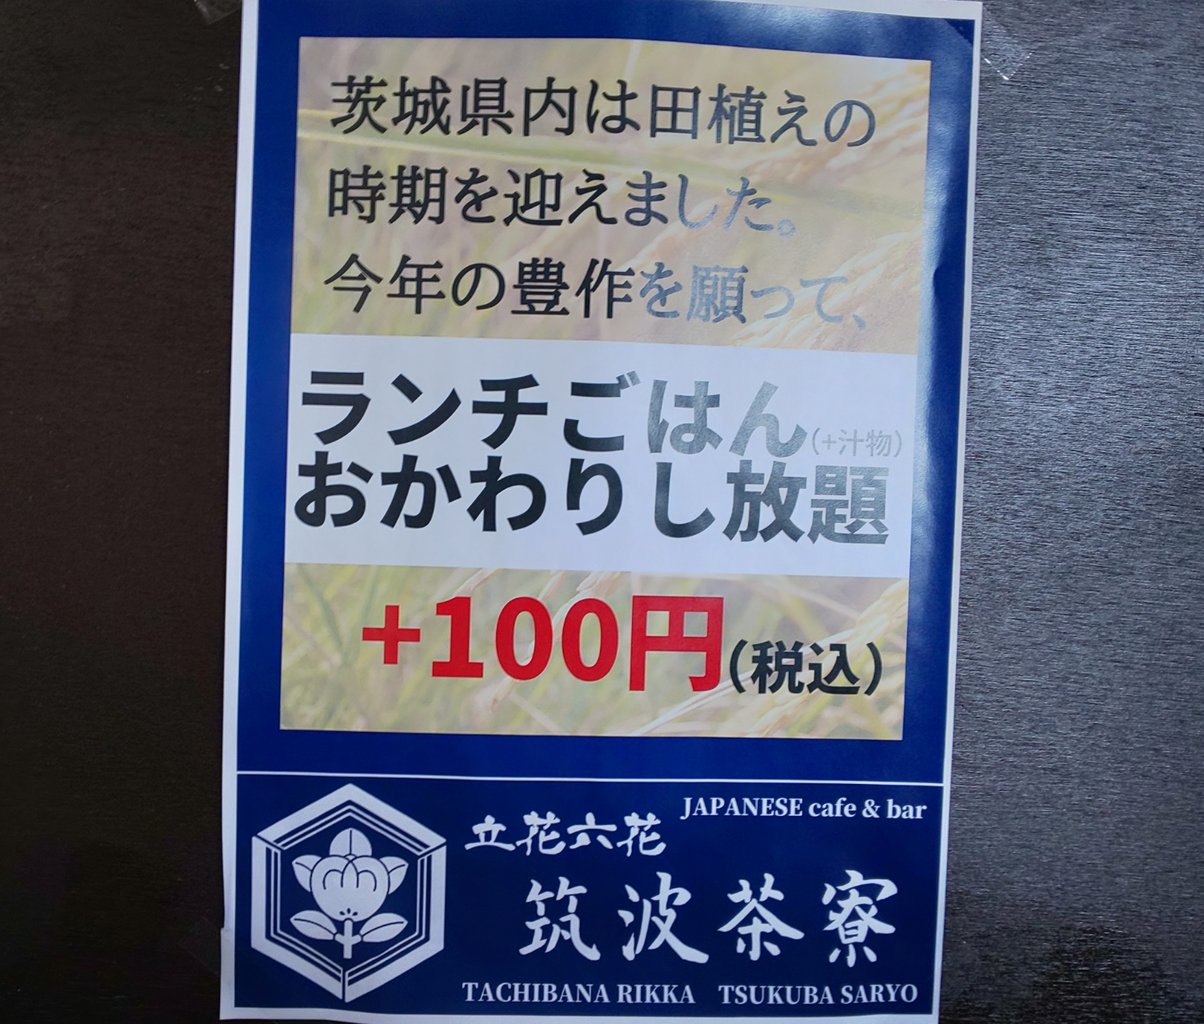 茨城県内は田植えの
時期を迎えました。
今年の豊作を願って、
ランチごはん(+汁物)
おかわりし放題
+100円(税込)
JAPANESE cafe & bar
立花六花
筑波茶寮
TACHIBANA RIKKA TSUKUBA SARYO